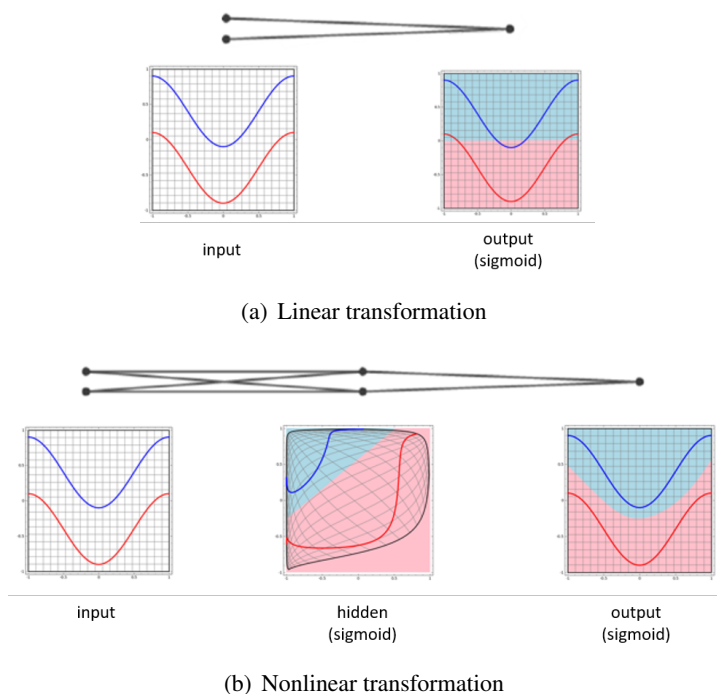 input
output
(sigmoid)
(a) Linear transformation
input
hidden
(sigmoid)
output
(sigmoid)
(b) Nonlinear transformation